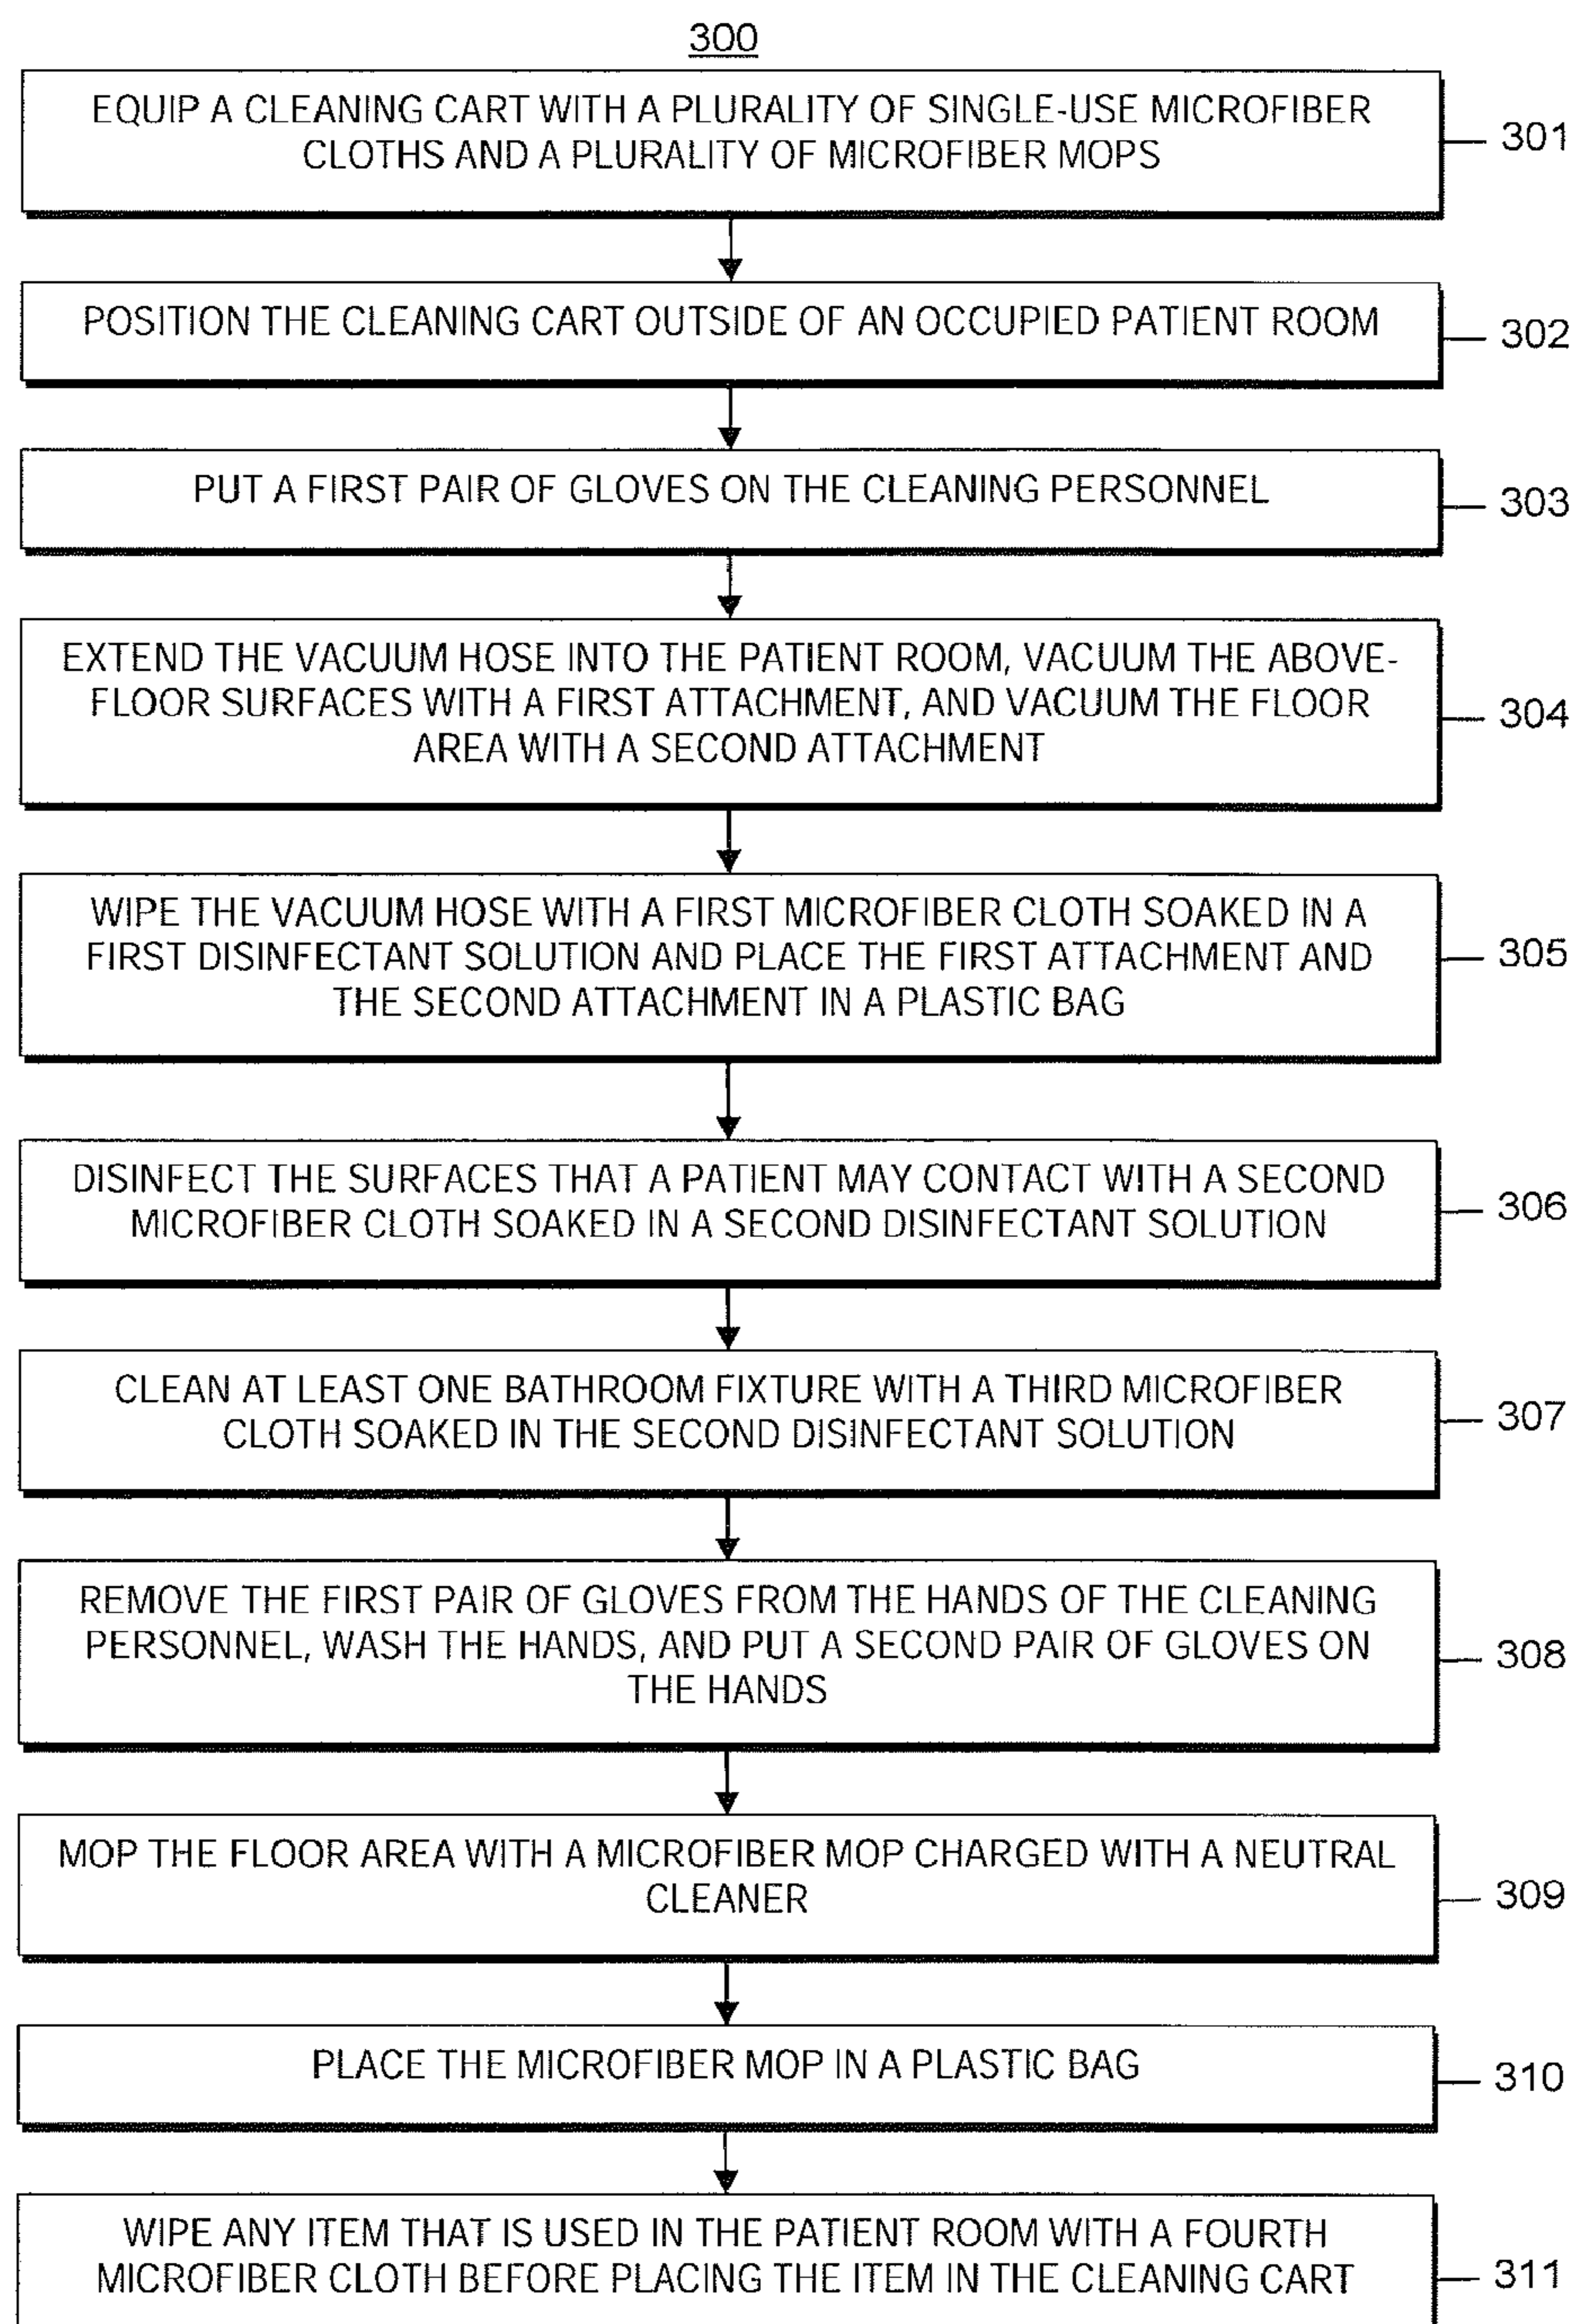 300
EQUIP A CLEANING CART WITH A PLURALITY OF SINGLE-USE MICROFIBER
CLOTHS AND A PLURALITY OF MICROFIBER MOPS
301
POSITION THE CLEANING CART OUTSIDE OF AN OCCUPIED PATIENT ROOM
302
PUT A FIRST PAIR OF GLOVES ON THE CLEANING PERSONNEL
303
EXTEND THE VACUUM HOSE INTO THE PATIENT ROOM, VACUUM THE ABOVE-
FLOOR SURFACES WITH A FIRST ATTACHMENT, AND VACUUM THE FLOOR
AREA WITH A SECOND ATTACHMENT
304
WIPE THE VACUUM HOSE WITH A FIRST MICROFIBER CLOTH SOAKED IN A
FIRST DISINFECTANT SOLUTION AND PLACE THE FIRST ATTACHMENT AND
THE SECOND ATTACHMENT IN A PLASTIC BAG
305
DISINFECT THE SURFACES THAT A PATIENT MAY CONTACT WITH A SECOND
MICROFIBER CLOTH SOAKED IN A SECOND DISINFECTANT SOLUTION
306
CLEAN AT LEAST ONE BATHROOM FIXTURE WITH A THIRD MICROFIBER
CLOTH SOAKED IN THE SECOND DISINFECTANT SOLUTION
307
REMOVE THE FIRST PAIR OF GLOVES FROM THE HANDS OF THE CLEANING
PERSONNEL, WASH THE HANDS, AND PUT A SECOND PAIR OF GLOVES ON
THE HANDS
308
MOP THE FLOOR AREA WITH A MICROFIBER MOP CHARGED WITH A NEUTRAL
CLEANER
309
PLACE THE MICROFIBER MOP IN A PLASTIC BAG
310
WIPE ANY ITEM THAT IS USED IN THE PATIENT ROOM WITH A FOURTH
MICROFIBER CLOTH BEFORE PLACING THE ITEM IN THE CLEANING CART
311